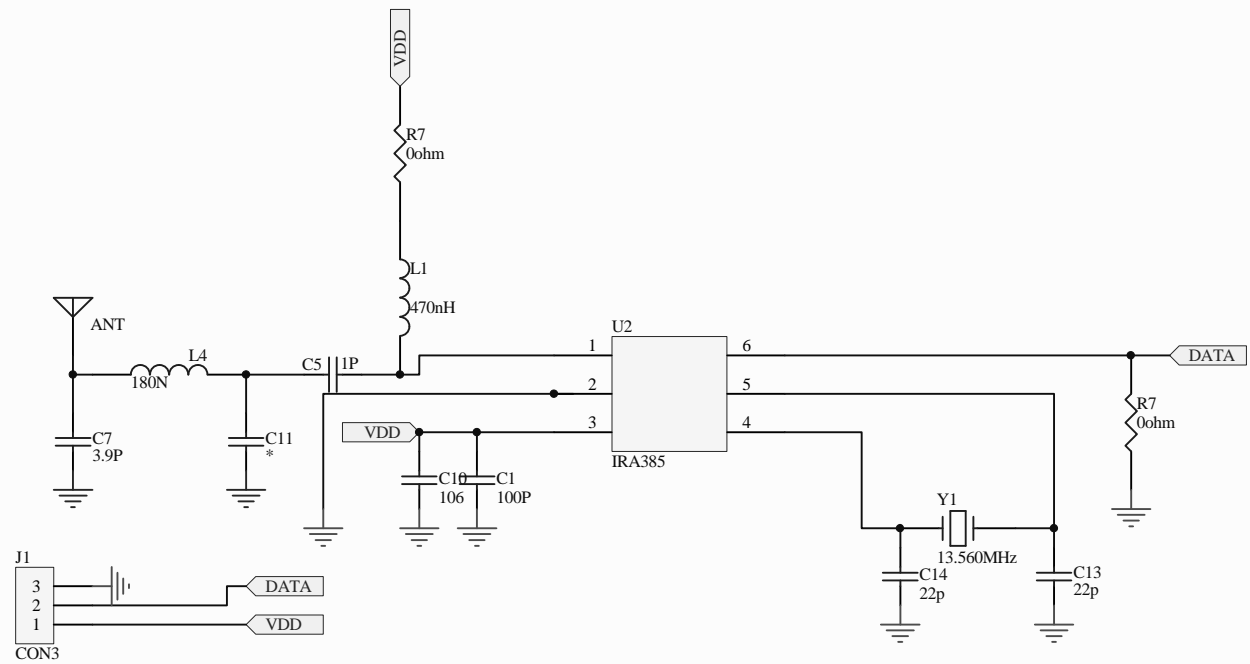 VDD
R7
0ohm
L1
470nH
ANT
L4
180N
C5
1P
U2
1
2
3
6
5
4
IRA385
DATA
R7
0ohm
C7
3.9P
C11
*
VDD
C10
106
C1
100P
Y1
13.560MHz
C14
22p
C13
22p
J1
3
2
1
DATA
VDD
CON3